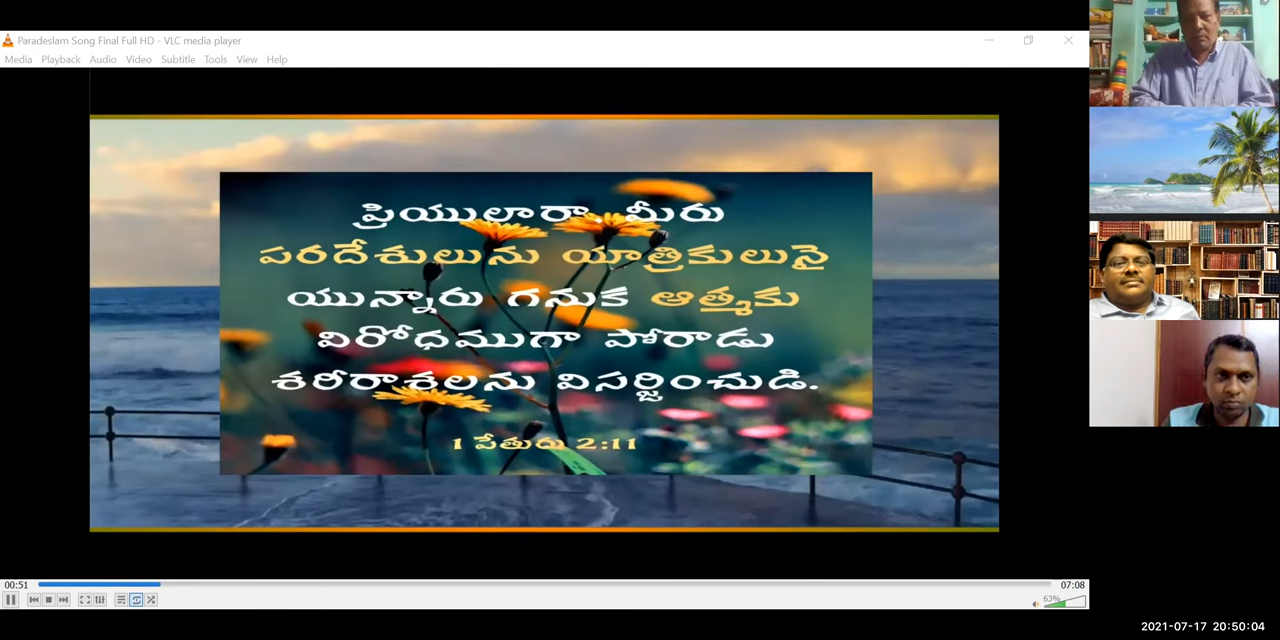 Paradeslam Song Final Full HD - VLC media player
Media Playback Audio Video Subtitle Tools View Help
ప్రియులారా, మీరు
పరదేశులును యాత్రికులునై
యున్నారు గనుక ఆత్మకు
విరోధముగా పోరాడు
శరీరాశలను విసర్జించుడి.
1 పేతురు 2:11
00:51 07:08
63%
2021-07-17 20:50:04